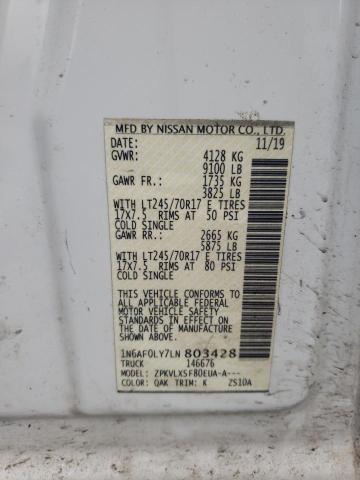 MFD BY NISSAN MOTOR CO., LTD.
DATE: 11/19
GVWR: 4128 KG
9100 LB
GAWR FR.: 1735 KG
3825 LB
WITH LT245/70R17 E TIRES
17x7.5 RIMS AT 50 PSI
COLD SINGLE
GAWR RR.: 2665 KG
5875 LB
WITH LT245/70R17 E TIRES
17x7.5 RIMS AT 80 PSI
COLD SINGLE
THIS VEHICLE CONFORMS TO ALL
APPLICABLE FEDERAL MOTOR
VEHICLE SAFETY STANDARDS IN
EFFECT ON THE DATE OF
MANUFACTURE SHOWN ABOVE.
1N6AF0LY7LN 803428
TRUCK 146676
MODEL: ZPKVLXSF80EUA-A---
COLOR: QAK TRIM: K ZS10A